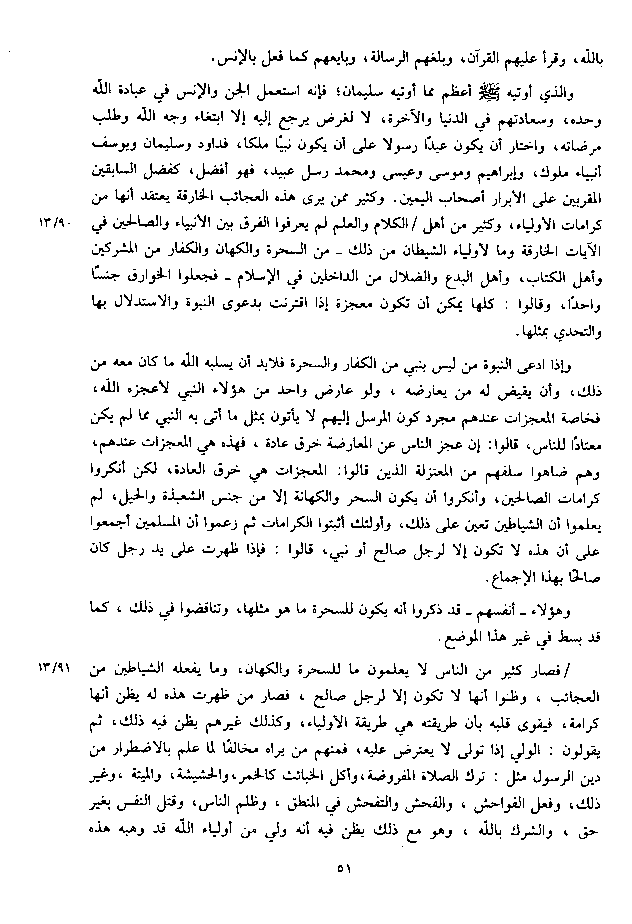 بالله، وقرأ عليهم القرآن، وبلغهم الرسالة، وبايعهم كما فعل بالإنس.
والذي أوتيه ﷺ أعظم مما أوتيه سليمان؛ فإنه استعمل الجن والإنس في عبادة الله
وحده، وسعادتهم في الدنيا والآخرة، لا لغرض يرجع إليه إلا ابتغاء وجه الله وطلب
مرضاته، واختار أن يكون عبدًا رسولا على أن يكون نبيًا ملكا، فداود وسليمان ويوسف
أنبياء ملوك، وإبراهيم وموسى وعيسى ومحمد رسل عبيد، فهو أفضل، كفضل السابقين
المقربين على الأبرار أصحاب اليمين. وكثير ممن يرى هذه العجائب الخارقة يعتقد أنها من
١٣/٩٠ كرامات الأولياء، وكثير من أهل / الكلام والعلم لم يعرفوا الفرق بين الأنبياء والصالحين في
الآيات الخارقة وما لأولياء الشيطان من ذلك ـ من السحرة والكهان والكفار من المشركين
وأهل الكتاب، وأهل البدع والضلال من الداخلين في الإسلام ـ فجعلوا الخوارق جنسًا
واحدًا، وقالوا : كلها يمكن أن تكون معجزة إذا اقترنت بدعوى النبوة والاستدلال بها
والتحدي بمثلها.
وإذا ادعى النبوة من ليس بنبي من الكفار والسحرة فلابد أن يسلبه الله ما كان معه من
ذلك، وأن يقيض له من يعارضه ، ولو عارض واحد من هؤلاء النبي لأعجزه الله،
فخاصة المعجزات عندهم مجرد كون المرسل إليهم لا يأتون بمثل ما أتى به النبي مما لم يكن
معتادًا للناس، قالوا: إن عجز الناس عن المعارضة خرق عادة ، فهذه هي المعجزات عندهم،
وهم ضاهوا سلفهم من المعتزلة الذين قالوا: المعجزات هي خرق العادة، لكن أنكروا
كرامات الصالحين، وأنكروا أن يكون السحر والكهانة إلا من جنس الشعبذة والحيل، لم
يعلموا أن الشياطين تعين على ذلك، وأولئك أثبتوا الكرامات ثم زعموا أن المسلمين أجمعوا
على أن هذه لا تكون إلا لرجل صالح أو نبي، قالوا : فإذا ظهرت على يد رجل كان
صالحًا بهذا الإجماع.
وهؤلاء ـ أنفسهم ـ قد ذكروا أنه يكون للسحرة ما هو مثلها، وتناقضوا في ذلك ، كما
قد بسط في غير هذا الموضع.
١٣/٩١ / فصار كثير من الناس لا يعلمون ما للسحرة والكهان، وما يفعله الشياطين من
العجائب ، وظنوا أنها لا تكون إلا لرجل صالح ، فصار من ظهرت هذه له يظن أنها
كرامة، فيقوى قلبه بأن طريقته هي طريقة الأولياء، وكذلك غيرهم يظن فيه ذلك، ثم
يقولون : الولي إذا تولى لا يعترض عليه، فمنهم من يراه مخالفًا لما علم بالاضطرار من
دين الرسول مثل : ترك الصلاة المفروضة، وأكل الخبائث كالخمر، والحشيشة، والميتة ، وغير
ذلك، وفعل الفواحش ، والفحش والتفحش في المنطق ، وظلم الناس، وقتل النفس بغير
حق ، والشرك بالله ، وهو مع ذلك يظن فيه أنه ولي من أولياء الله قد وهبه هذه
٥١